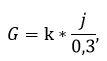 G = k * j/0,3,